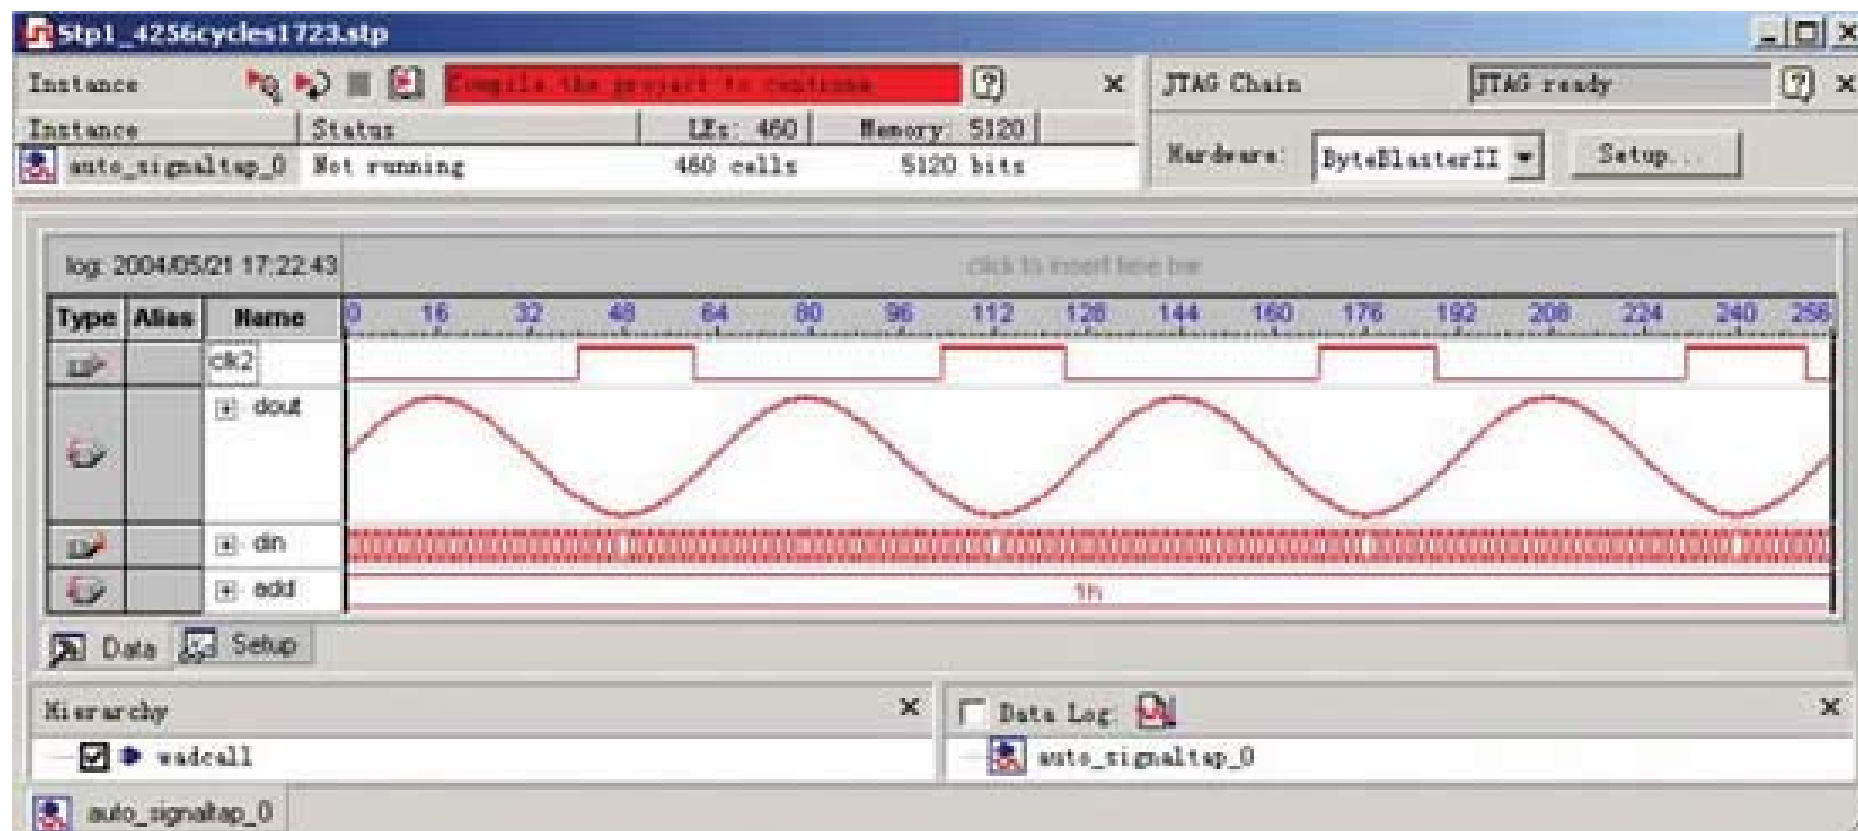 Stp1_4256cycles1723.stp
Instance Compile the project to continue JTAG Chain JTAG ready
Instance Status LEs: 460 Memory: 5120
auto_signaltap_0 Not running 460 cells 5120 bits
Hardware: ByteBlasterII Setup...
log: 2004/05/21 17:22:43 click to insert time bar
Type Alias Name 0 16 32 48 64 80 96 112 128 144 160 176 192 208 224 240 256
clk2
dout
din
add 1h
Data Setup
Hierarchy Data Log
wadcall auto_signaltap_0
auto_signaltap_0